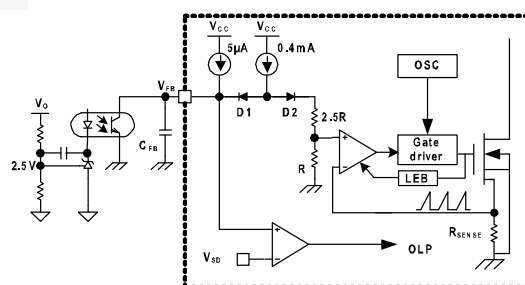 VCC VCC
5µA 0.4mA
OSC
VFB
D1 D2
VO
2.5R
CFB
Gate
driver
2.5 V
R
LEB
RSENSE
VSD
OLP
+
−
+
−